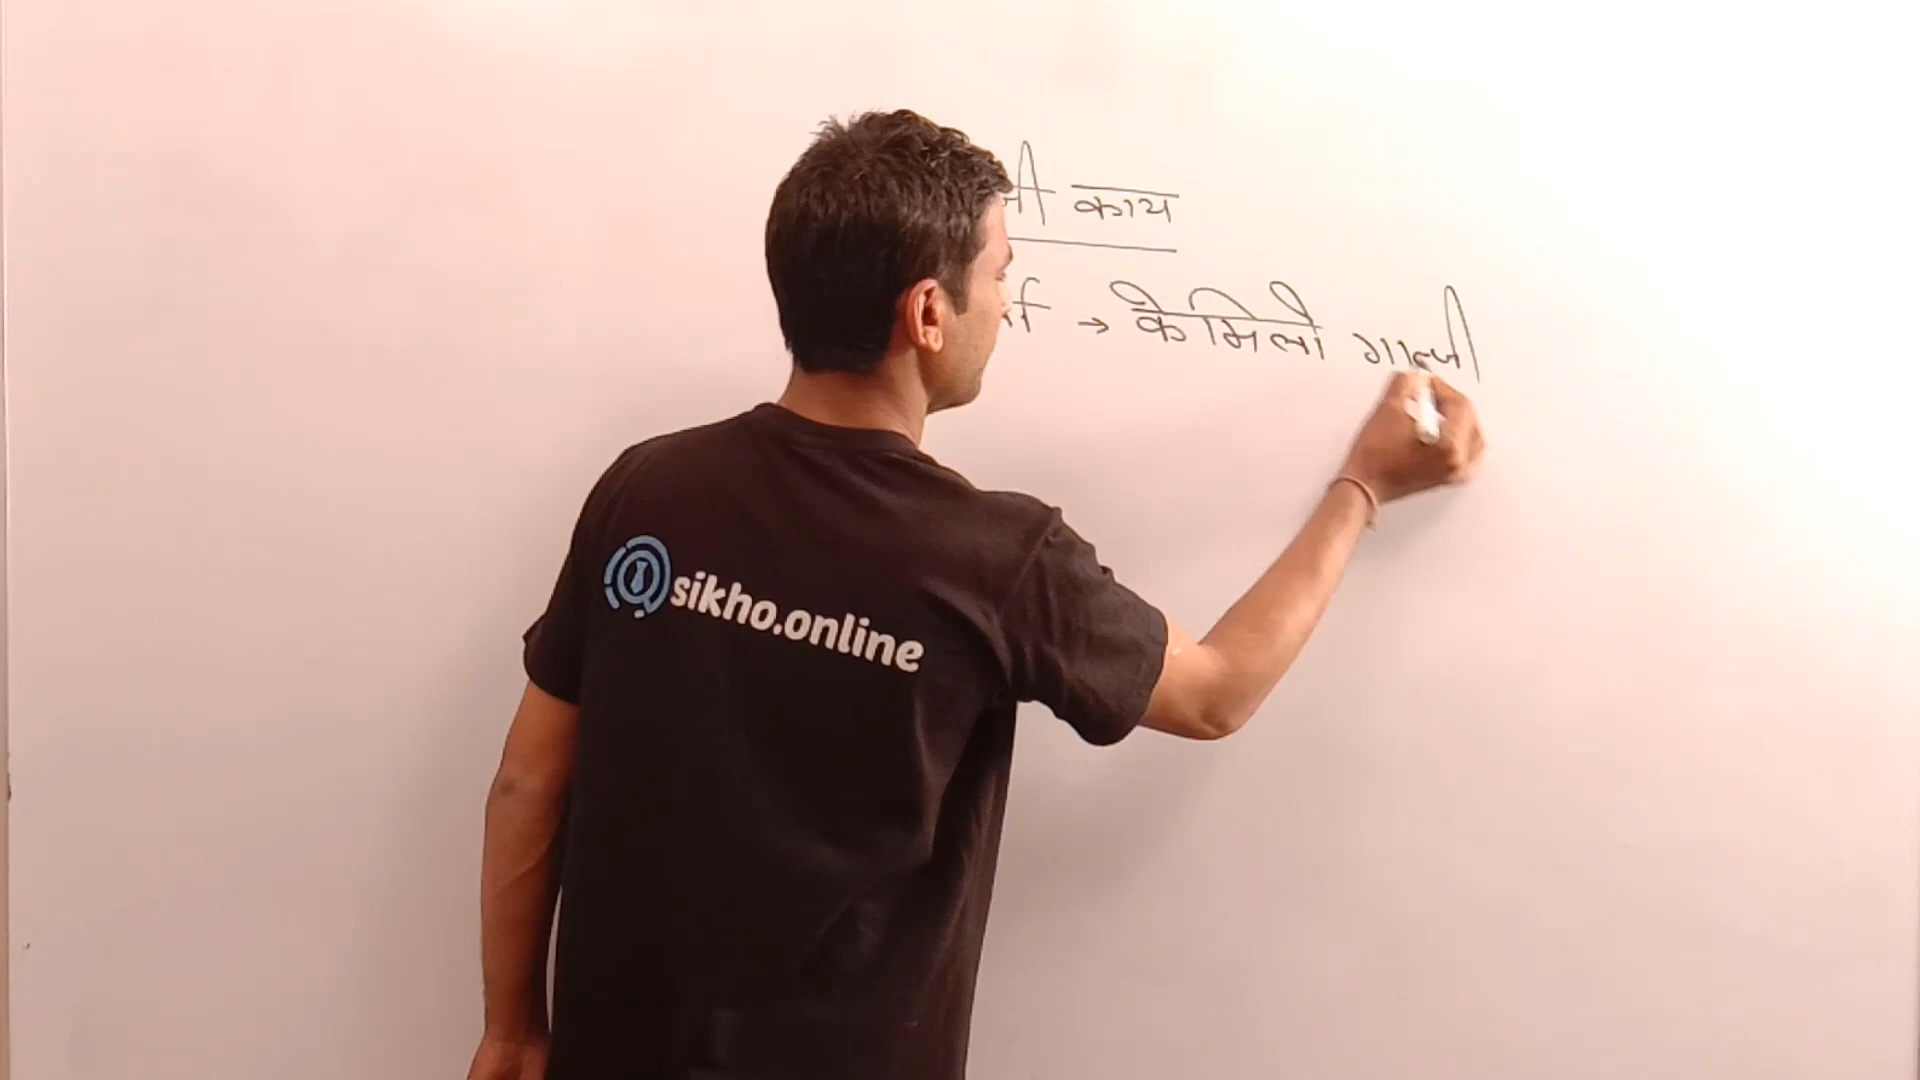 काय
→ केमिलो गाल्जी
sikho.online